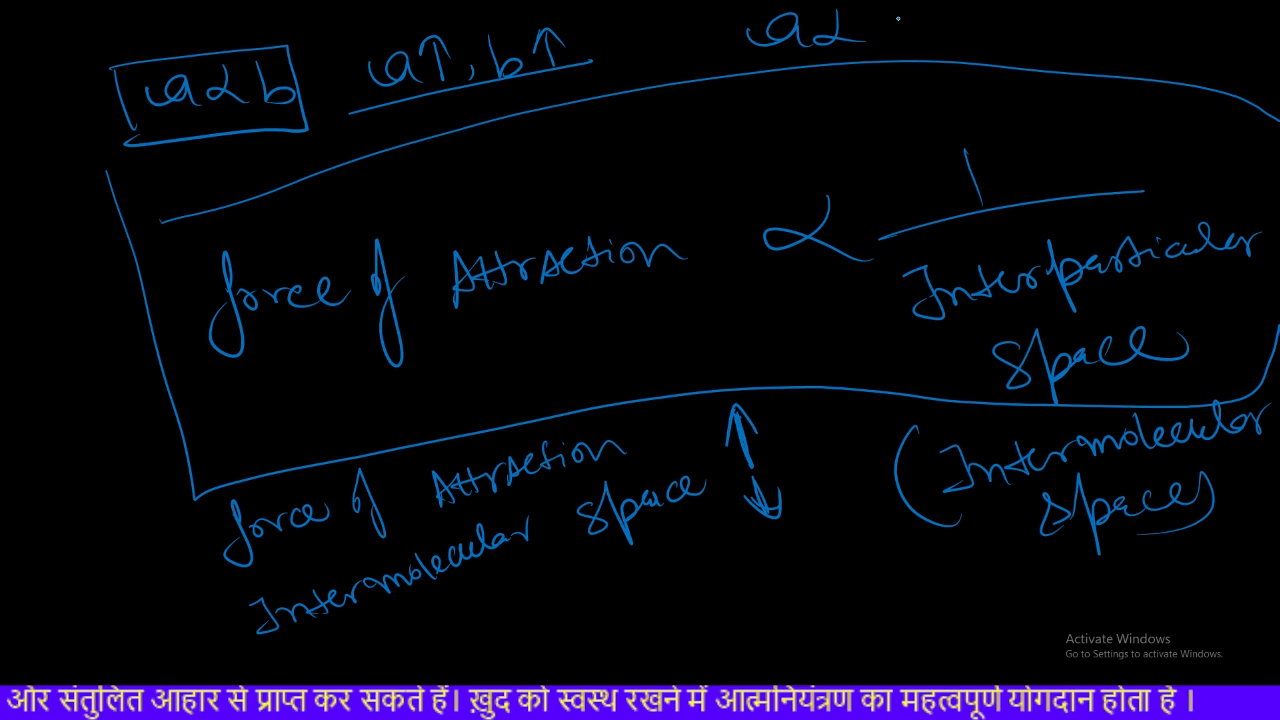 a∝b a↑, b↑ a∝
Force of Attraction ∝ 1
Interparticular
Space
(Intermolecular
Space)
Force of Attraction ↑
Intermolecular Space ↓
Activate Windows
Go to Settings to activate Windows.
और संतुलित आहार से प्राप्त कर सकते हैं। ख़ुद को स्वस्थ रखने में आत्मनियंत्रण का महत्वपूर्ण योगदान होता है ।